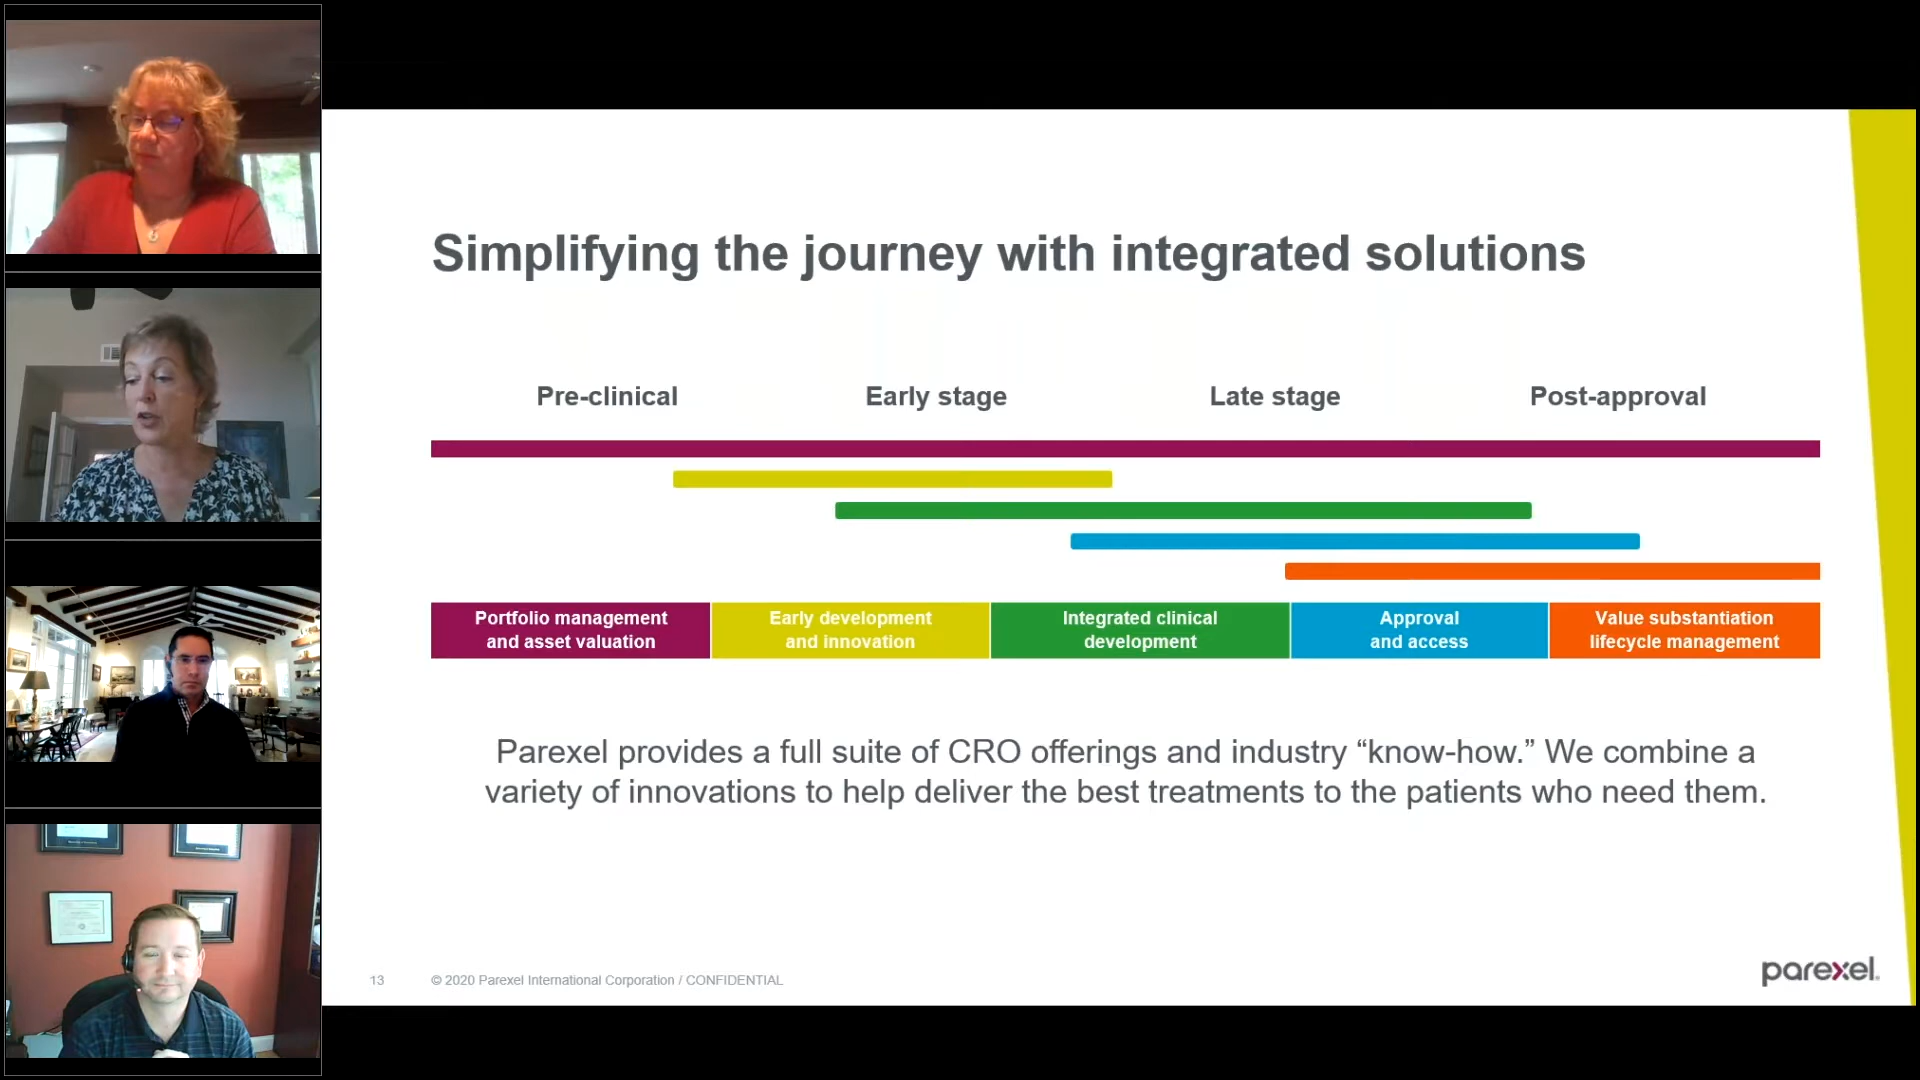 Simplifying the journey with integrated solutions
Pre-clinical
Early stage
Late stage
Post-approval
Portfolio management
and asset valuation
Early development
and innovation
Integrated clinical
development
Approval
and access
Value substantiation
lifecycle management
Parexel provides a full suite of CRO offerings and industry “know-how.” We combine a
variety of innovations to help deliver the best treatments to the patients who need them.
13
© 2020 Parexel International Corporation / CONFIDENTIAL
parexel.